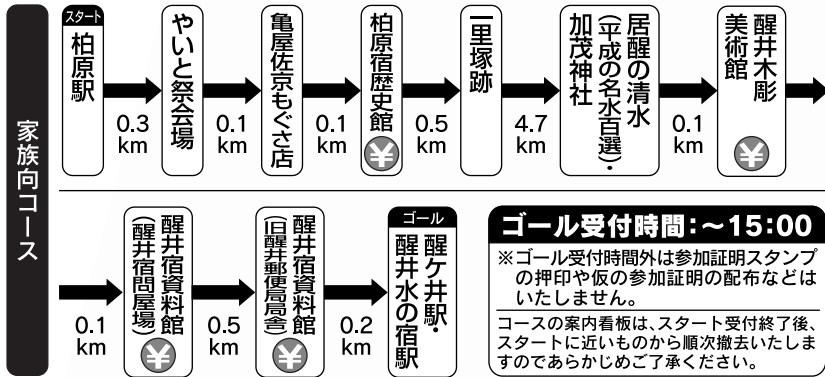 家族向コース
スタート
柏原駅
0.3
km
やいと祭会場
0.1
km
亀屋佐京もぐさ店
0.1
km
柏原宿歴史館
¥
0.5
km
一里塚跡
4.7
km
居醒の清水
(平成の名水百選)・
加茂神社
0.1
km
醒井木彫
美術館
¥
0.1
km
醒井宿資料館
(醒井宿問屋場)
¥
0.5
km
醒井宿資料館
(旧醒井郵便局局舎)
¥
0.2
km
ゴール
醒ケ井駅・
醒井水の宿駅
ゴール受付時間:~15:00
※ゴール受付時間外は参加証明スタンプ
の押印や仮の参加証明の配布などは
いたしません。
コースの案内看板は、スタート受付終了後、
スタートに近いものから順次撤去いたしま
すのであらかじめご了承ください。